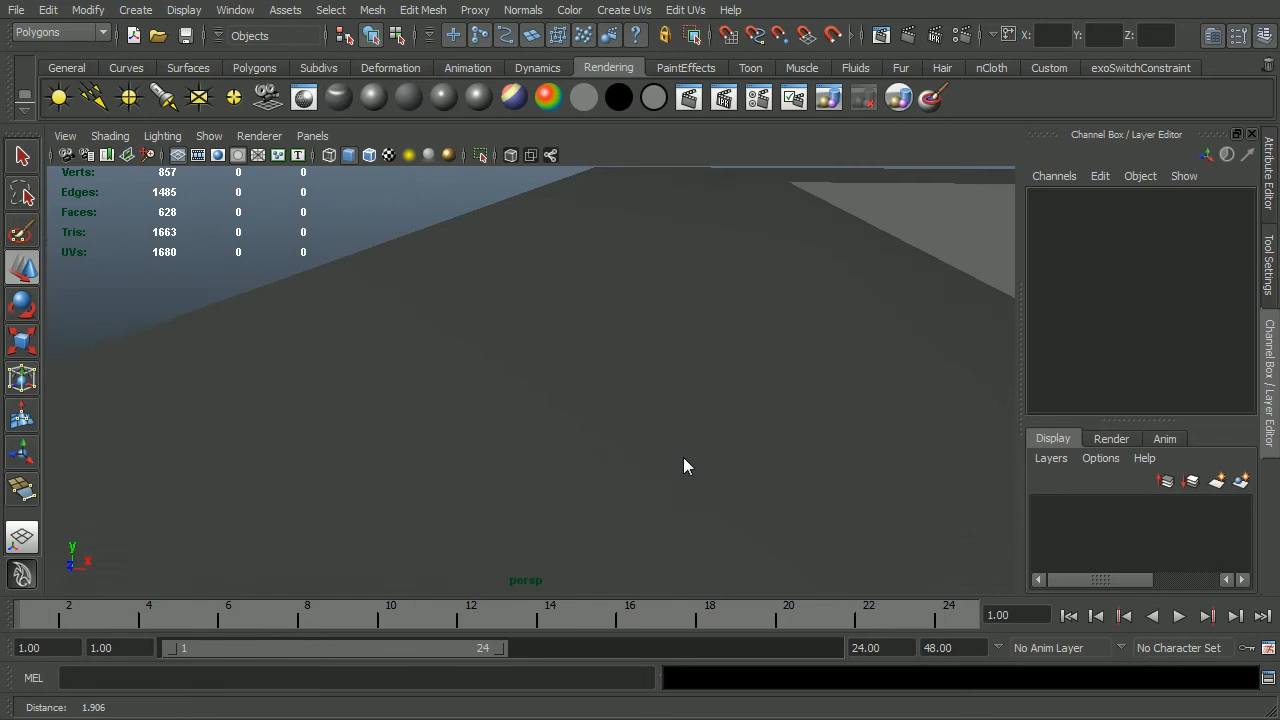 File Edit Modify Create Display Window Assets Select Mesh Edit Mesh Proxy Normals Color Create UVs Edit UVs Help
Polygons Objects X: Y: Z:
General Curves Surfaces Polygons Subdivs Deformation Animation Dynamics Rendering PaintEffects Toon Muscle Fluids Fur Hair nCloth Custom exoSwitchConstraint
View Shading Lighting Show Renderer Panels
Channel Box / Layer Editor
Channels Edit Object Show
Verts: 857 0 0
Edges: 1485 0 0
Faces: 628 0 0
Tris: 1663 0 0
UVs: 1680 0 0
Attribute Editor
Tool Settings
Channel Box / Layer Editor
Display Render Anim
Layers Options Help
y
z x
persp
2 4 6 8 10 12 14 16 18 20 22 24 1.00
1.00 1.00 1 24 24.00 48.00 No Anim Layer No Character Set
MEL
Distance: 1.906